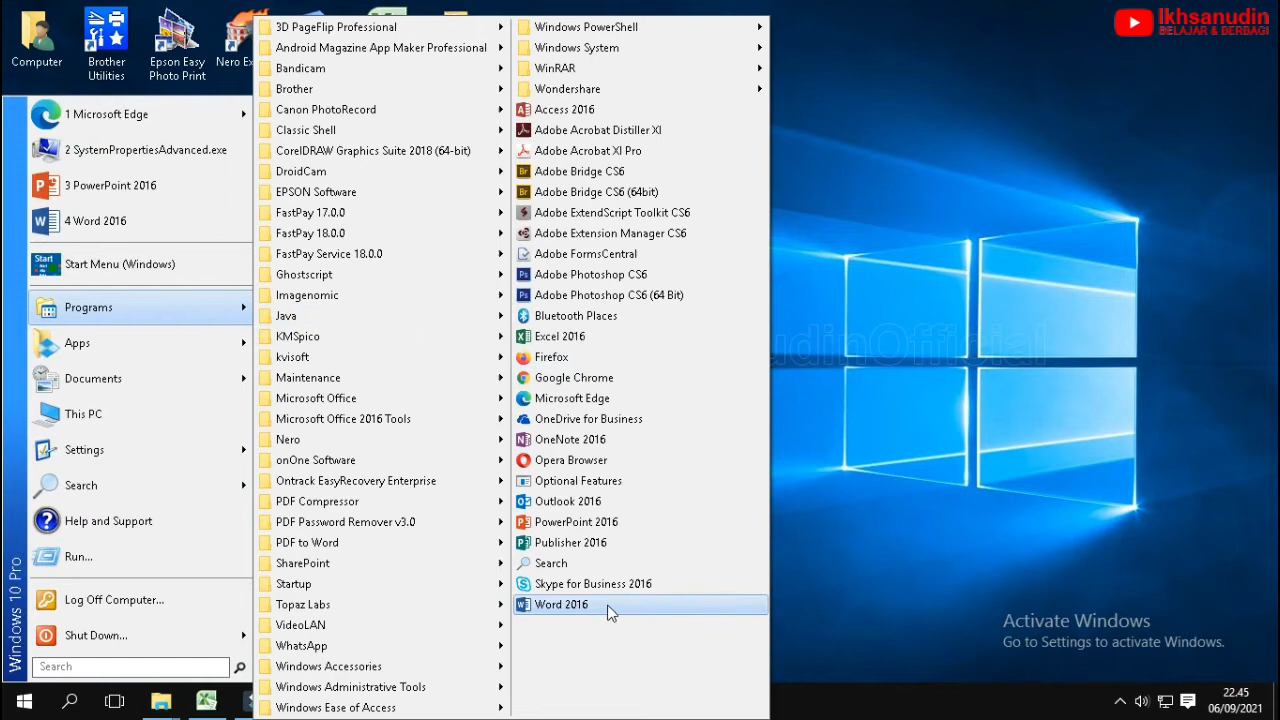 Ikhsanudin
BELAJAR & BERBAGI
Computer
Brother
Utilities
Epson Easy
Photo Print
Nero Ex
1 Microsoft Edge
2 SystemPropertiesAdvanced.exe
3 PowerPoint 2016
4 Word 2016
Start Menu (Windows)
Programs
Apps
Documents
This PC
Settings
Search
Help and Support
Run...
Log Off Computer...
Shut Down...
Search
Windows 10 Pro
3D PageFlip Professional
Android Magazine App Maker Professional
Bandicam
Brother
Canon PhotoRecord
Classic Shell
CorelDRAW Graphics Suite 2018 (64-bit)
DroidCam
EPSON Software
FastPay 17.0.0
FastPay 18.0.0
FastPay Service 18.0.0
Ghostscript
Imagenomic
Java
KMSpico
kvisoft
Maintenance
Microsoft Office
Microsoft Office 2016 Tools
Nero
onOne Software
Ontrack EasyRecovery Enterprise
PDF Compressor
PDF Password Remover v3.0
PDF to Word
SharePoint
Startup
Topaz Labs
VideoLAN
WhatsApp
Windows Accessories
Windows Administrative Tools
Windows Ease of Access
Windows PowerShell
Windows System
WinRAR
Wondershare
Access 2016
Adobe Acrobat Distiller XI
Adobe Acrobat XI Pro
Adobe Bridge CS6
Adobe Bridge CS6 (64bit)
Adobe ExtendScript Toolkit CS6
Adobe Extension Manager CS6
Adobe FormsCentral
Adobe Photoshop CS6
Adobe Photoshop CS6 (64 Bit)
Bluetooth Places
Excel 2016
Firefox
Google Chrome
Microsoft Edge
OneDrive for Business
OneNote 2016
Opera Browser
Optional Features
Outlook 2016
PowerPoint 2016
Publisher 2016
Search
Skype for Business 2016
Word 2016
udinOfficial
Activate Windows
Go to Settings to activate Windows.
22.45
06/09/2021